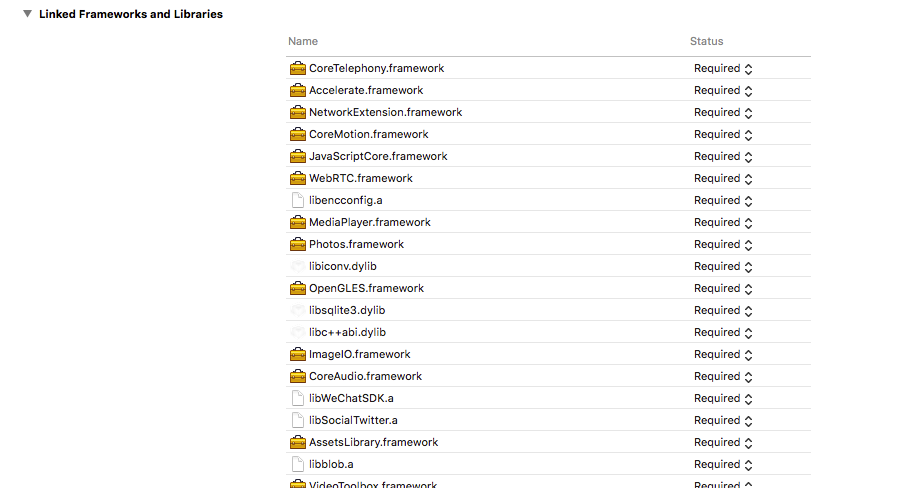 Linked Frameworks and Libraries
Name Status
CoreTelephony.framework Required
Accelerate.framework Required
NetworkExtension.framework Required
CoreMotion.framework Required
JavaScriptCore.framework Required
WebRTC.framework Required
libencconfig.a Required
MediaPlayer.framework Required
Photos.framework Required
libiconv.dylib Required
OpenGLES.framework Required
libsqlite3.dylib Required
libc++abi.dylib Required
ImageIO.framework Required
CoreAudio.framework Required
libWeChatSDK.a Required
libSocialTwitter.a Required
AssetsLibrary.framework Required
libblob.a Required
VideoToolbox.framework Required